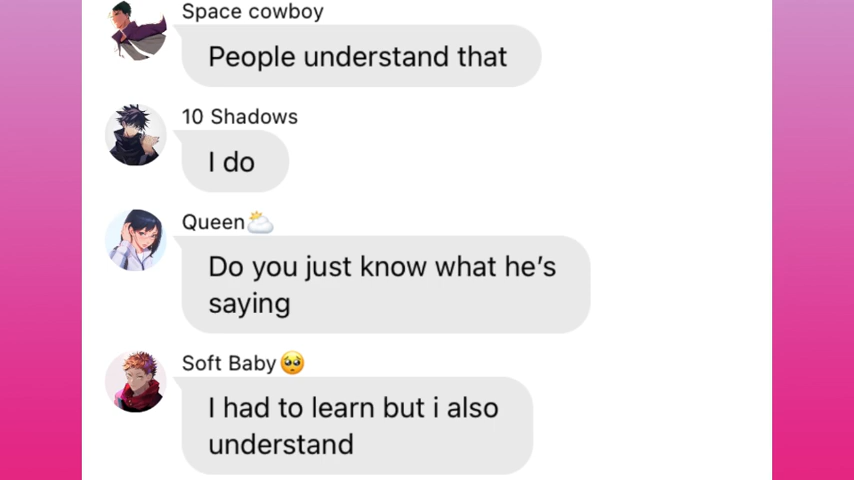 Space cowboy
People understand that
10 Shadows
I do
Queen🌥️
Do you just know what he’s
saying
Soft Baby🥺
I had to learn but i also
understand